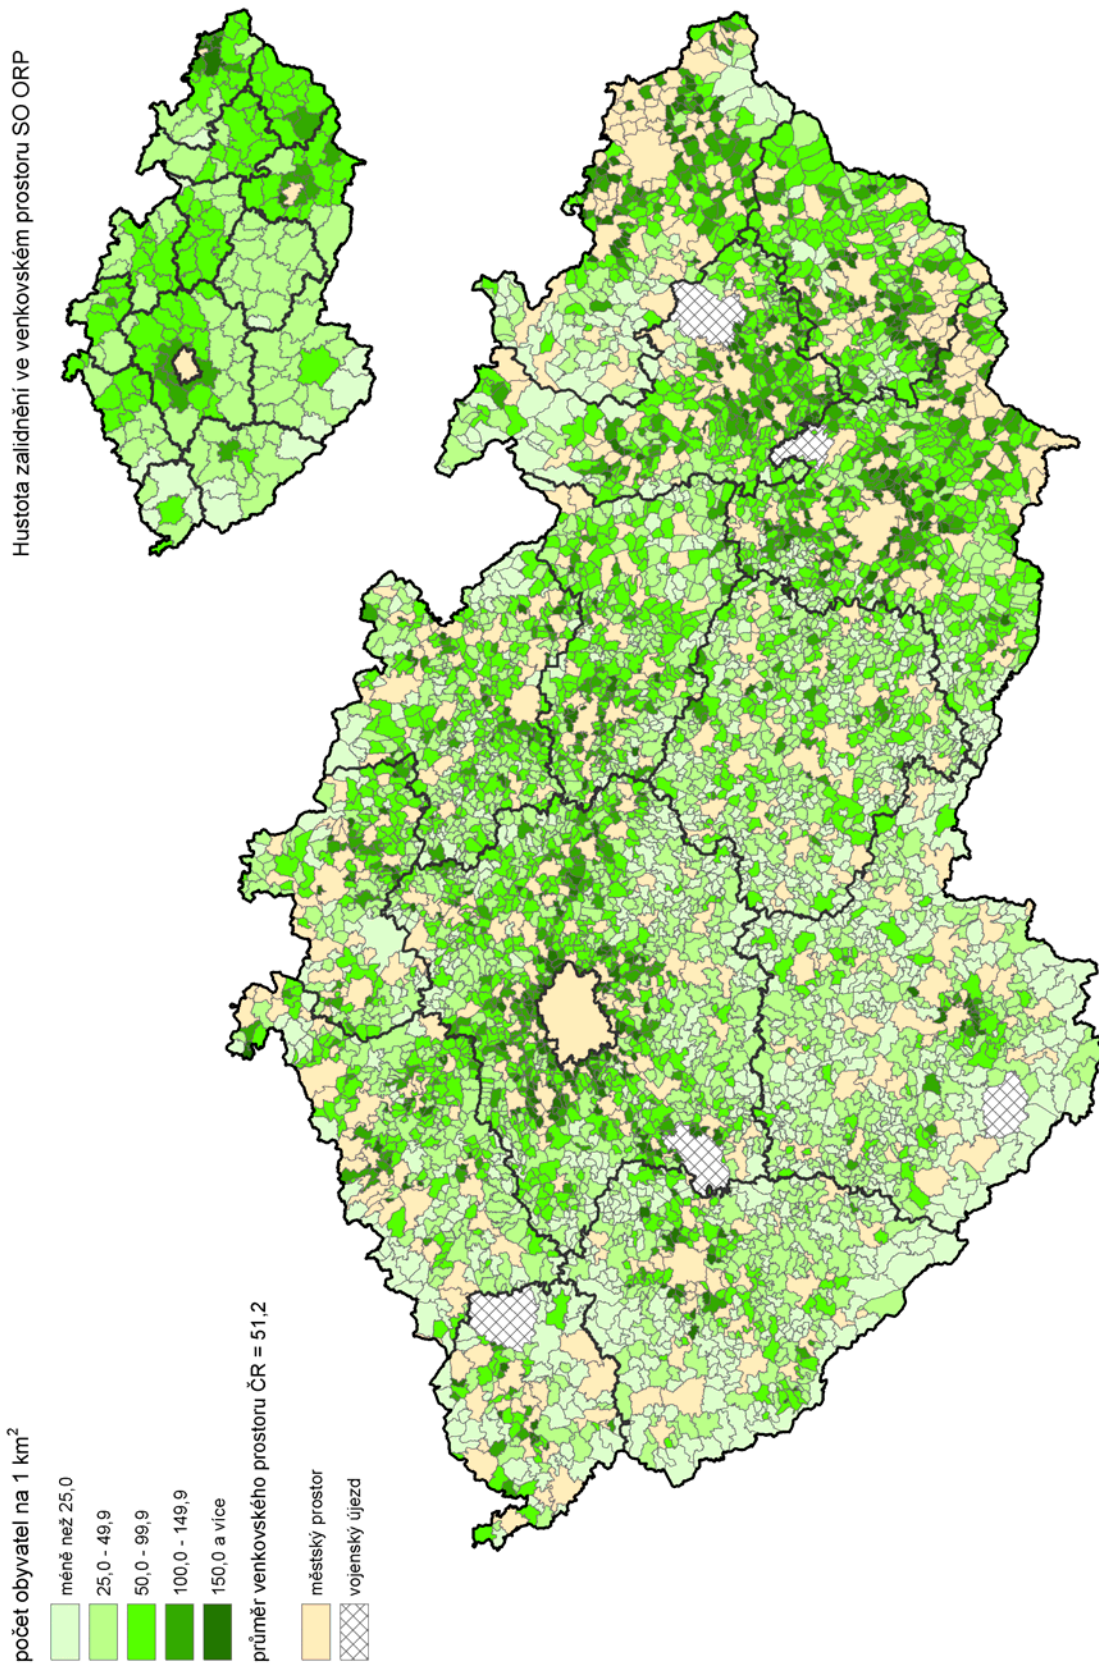 Hustota zalidnění ve venkovském prostoru SO ORP
počet obyvatel na 1 km²
méně než 25,0
25,0 - 49,9
50,0 - 99,9
100,0 - 149,9
150,0 a více
průměr venkovského prostoru ČR = 51,2
městský prostor
vojenský újezd